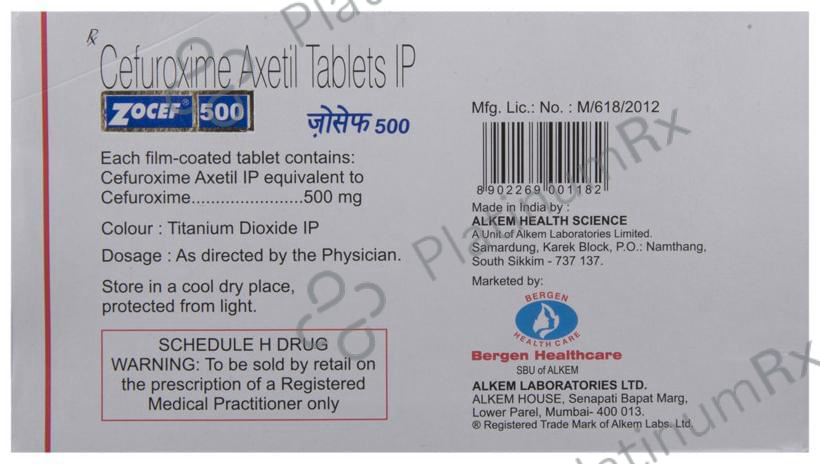 Rx
Cefuroxime Axetil Tablets IP
ZOCEF® 500
ज़ोसेफ 500
Each film-coated tablet contains:
Cefuroxime Axetil IP equivalent to
Cefuroxime.......................500 mg
Colour : Titanium Dioxide IP
Dosage : As directed by the Physician.
Store in a cool dry place,
protected from light.
SCHEDULE H DRUG
WARNING: To be sold by retail on
the prescription of a Registered
Medical Practitioner only
Mfg. Lic.: No. : M/618/2012
8 902269 001182
Made in India by :
ALKEM HEALTH SCIENCE
A Unit of Alkem Laboratories Limited.
Samardung, Karek Block, P.O.: Namthang,
South Sikkim - 737 137.
Marketed by:
BERGEN
HEALTH CARE
Bergen Healthcare
SBU of ALKEM
ALKEM LABORATORIES LTD.
ALKEM HOUSE, Senapati Bapat Marg,
Lower Parel, Mumbai- 400 013.
® Registered Trade Mark of Alkem Labs. Ltd.
PlatinumRx
PlatinumRx